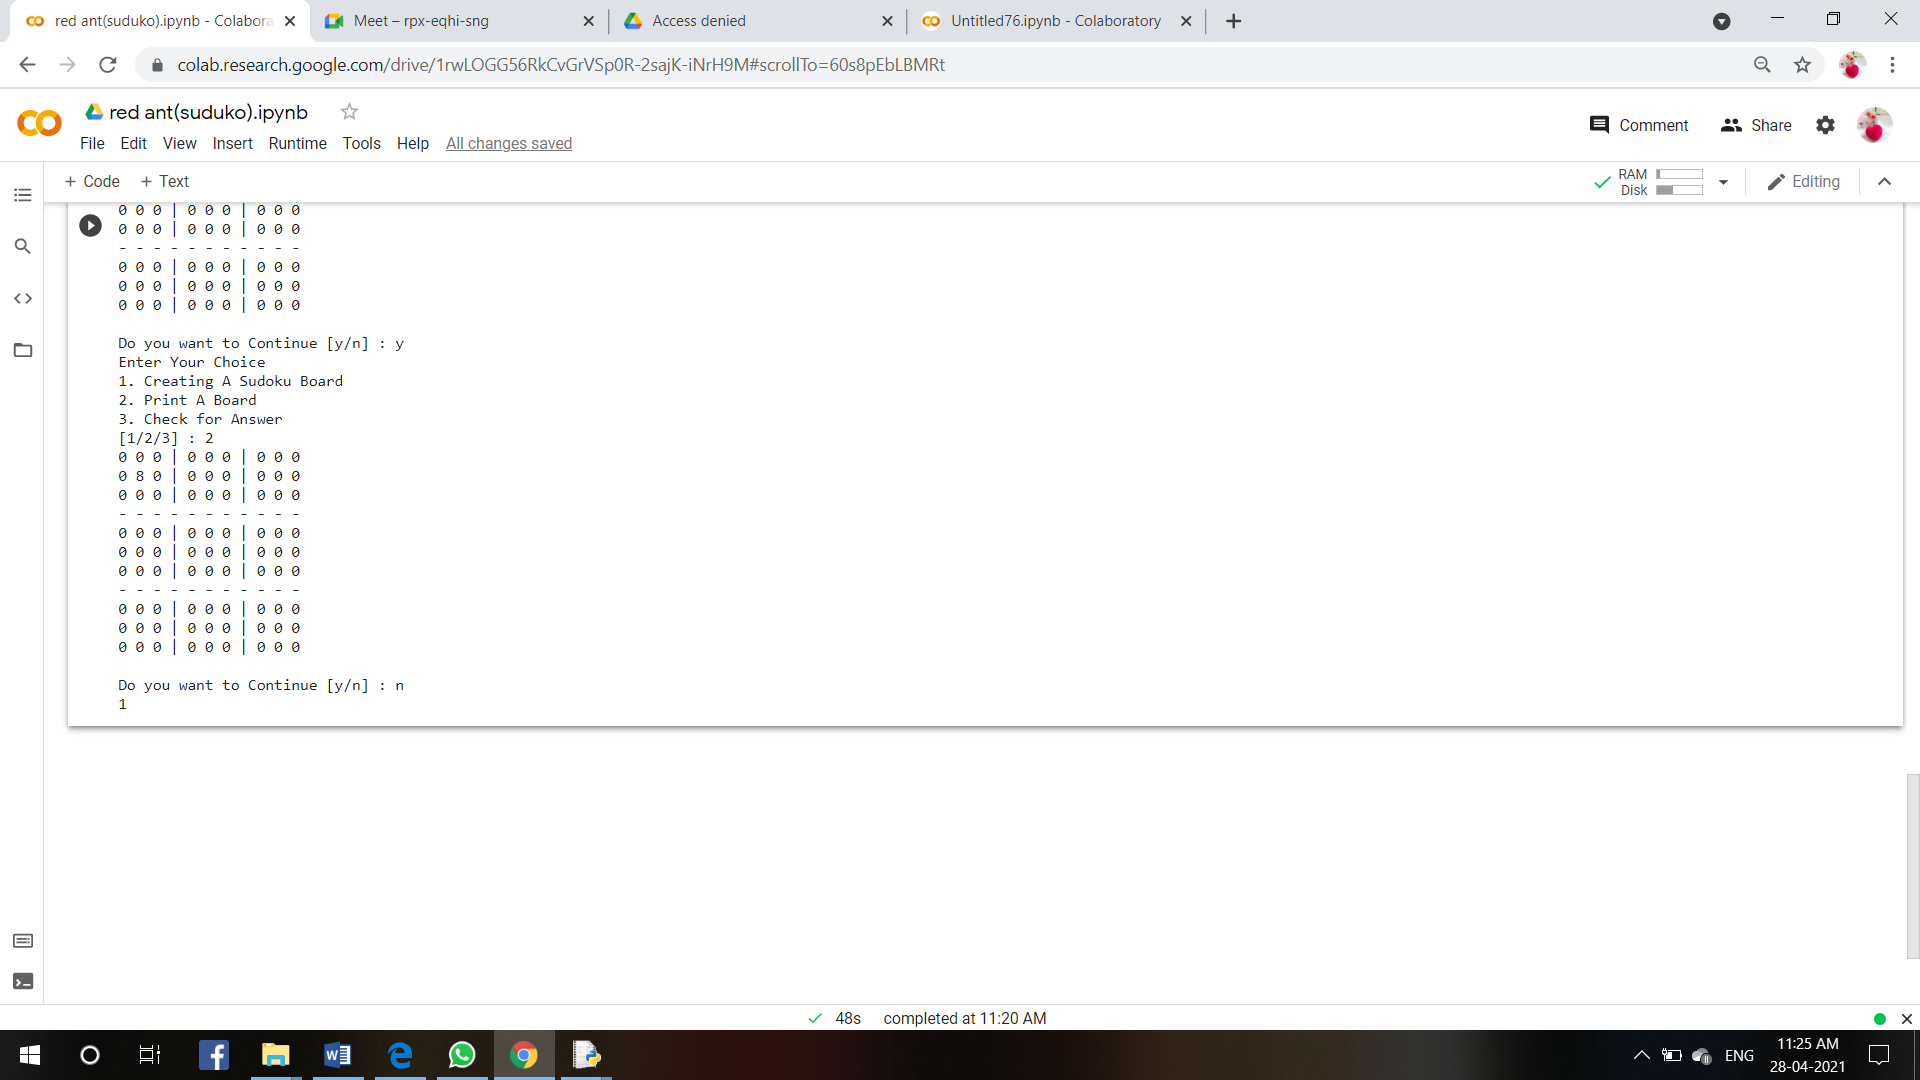 red ant(suduko).ipynb - Colabora
Meet – rpx-eqhi-sng
Access denied
Untitled76.ipynb - Colaboratory
colab.research.google.com/drive/1rwLOGG56RkCvGrVSp0R-2sajK-iNrH9M#scrollTo=60s8pEbLBMRt
red ant(suduko).ipynb
Comment
Share
File Edit View Insert Runtime Tools Help All changes saved
+ Code + Text
RAM
Disk
Editing
0 0 0 | 0 0 0 | 0 0 0
0 0 0 | 0 0 0 | 0 0 0
- - - - - - - - - - -
0 0 0 | 0 0 0 | 0 0 0
0 0 0 | 0 0 0 | 0 0 0
0 0 0 | 0 0 0 | 0 0 0
Do you want to Continue [y/n] : y
Enter Your Choice
1. Creating A Sudoku Board
2. Print A Board
3. Check for Answer
[1/2/3] : 2
0 0 0 | 0 0 0 | 0 0 0
0 8 0 | 0 0 0 | 0 0 0
0 0 0 | 0 0 0 | 0 0 0
- - - - - - - - - - -
0 0 0 | 0 0 0 | 0 0 0
0 0 0 | 0 0 0 | 0 0 0
0 0 0 | 0 0 0 | 0 0 0
- - - - - - - - - - -
0 0 0 | 0 0 0 | 0 0 0
0 0 0 | 0 0 0 | 0 0 0
0 0 0 | 0 0 0 | 0 0 0
Do you want to Continue [y/n] : n
1
48s completed at 11:20 AM
ENG
11:25 AM
28-04-2021